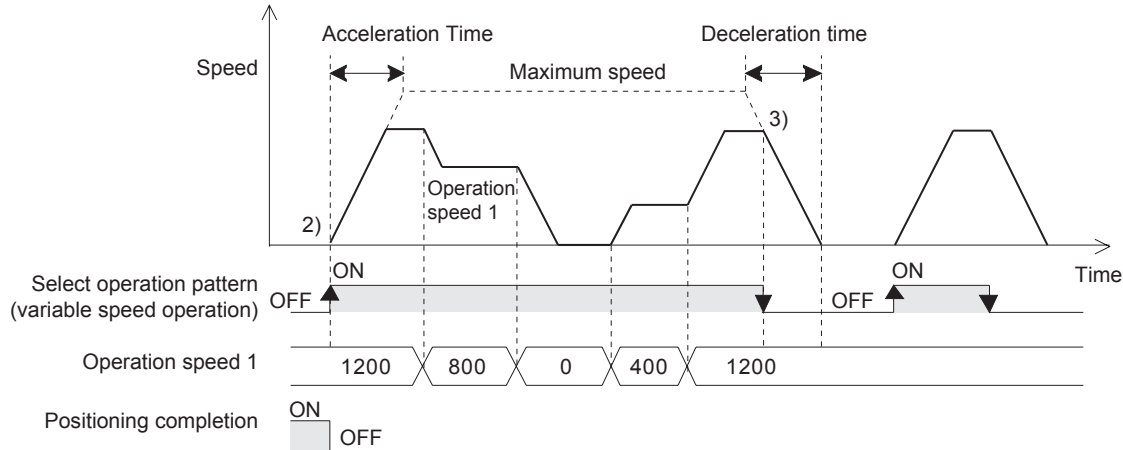 Acceleration Time
Deceleration time
Speed
Maximum speed
3)
Operation
speed 1
2)
Time
Select operation pattern
(variable speed operation)
OFF
ON
OFF
ON
Operation speed 1
1200
800
0
400
1200
Positioning completion
ON
OFF